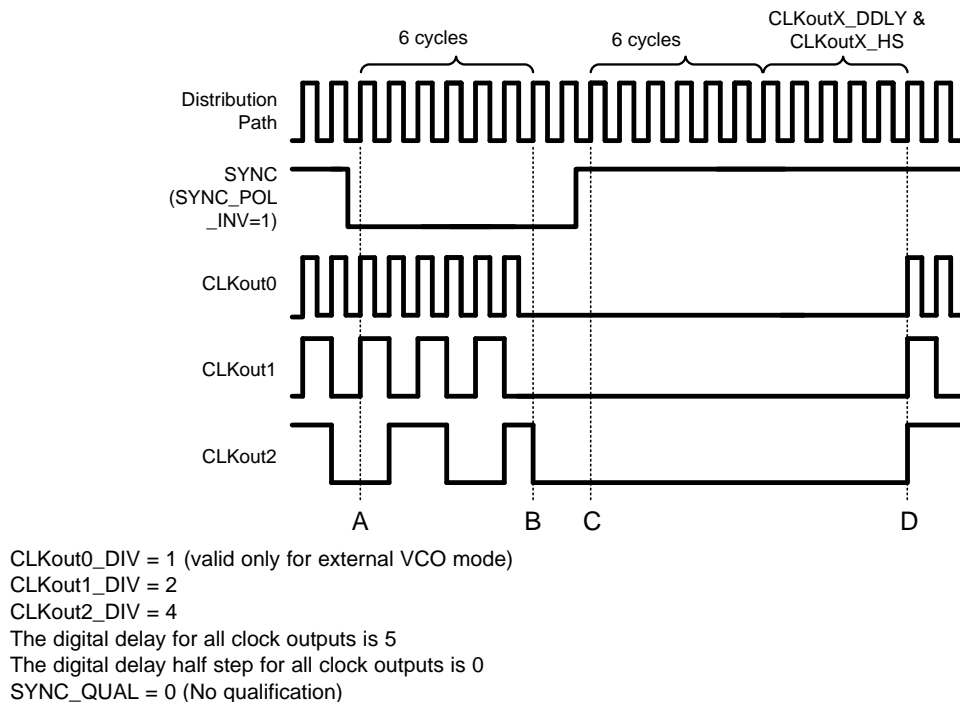 CLKoutX_DDLY &
CLKoutX_HS
6 cycles
6 cycles
Distribution
Path
SYNC
(SYNC_POL
_INV=1)
CLKout0
CLKout1
CLKout2
A
B
C
D
CLKout0_DIV = 1 (valid only for external VCO mode)
CLKout1_DIV = 2
CLKout2_DIV = 4
The digital delay for all clock outputs is 5
The digital delay half step for all clock outputs is 0
SYNC_QUAL = 0 (No qualification)